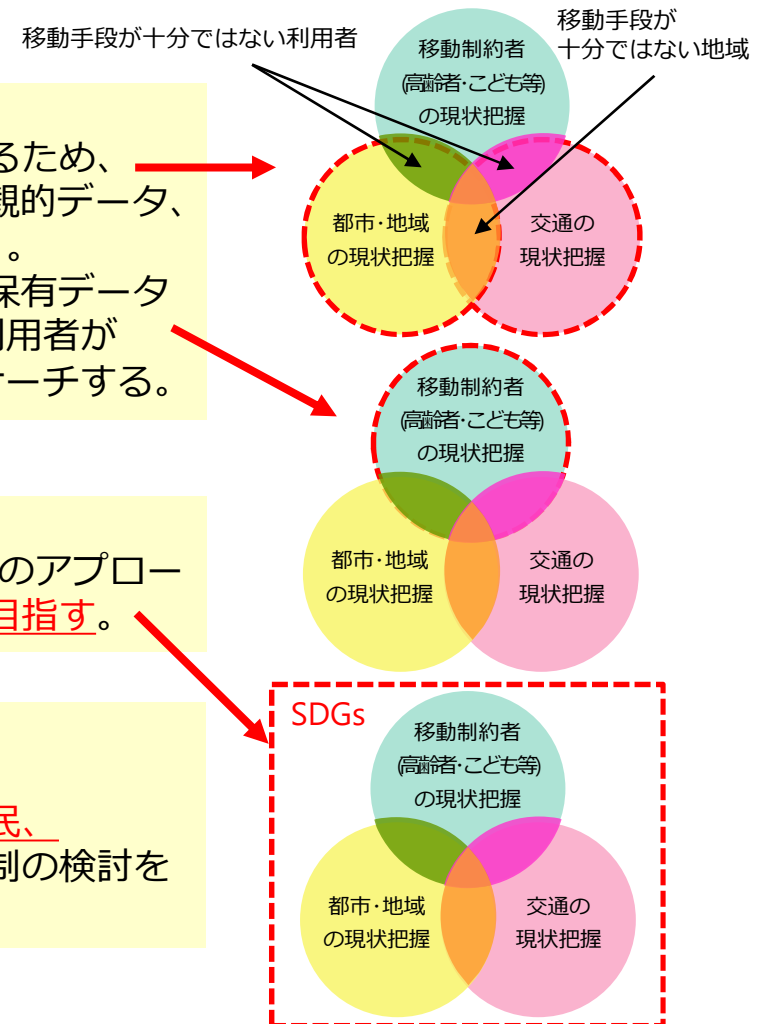 移動手段が十分ではない利用者
移動手段が
十分ではない地域
移動制約者
(高齢者・こども等)
の現状把握
都市・地域
の現状把握
交通の
現状把握
るため、
観的データ、
。
保有データ
利用者が
サーチする。
移動制約者
(高齢者・こども等)
の現状把握
都市・地域
の現状把握
交通の
現状把握
のアプロー
目指す。
SDGs
移動制約者
(高齢者・こども等)
の現状把握
都市・地域
の現状把握
交通の
現状把握
民、
制の検討を